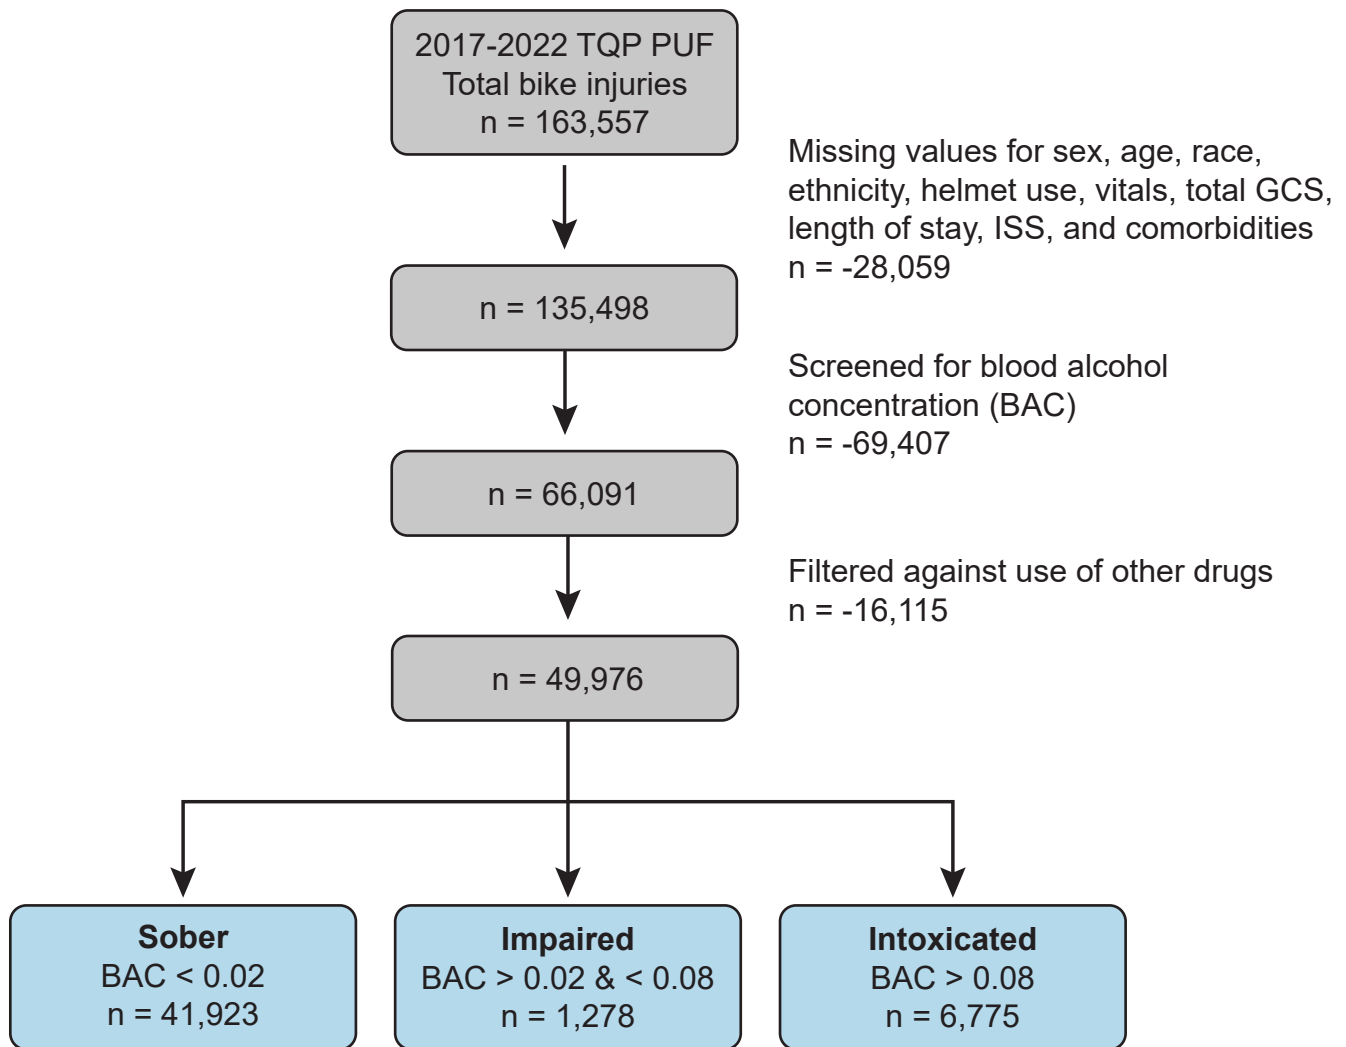 2017-2022 TQP PUF
Total bike injuries
n = 163,557
Missing values for sex, age, race,
ethnicity, helmet use, vitals, total GCS,
length of stay, ISS, and comorbidities
n = -28,059
n = 135,498
Screened for blood alcohol
concentration (BAC)
n = -69,407
n = 66,091
Filtered against use of other drugs
n = -16,115
n = 49,976
Sober
BAC < 0.02
n = 41,923
Impaired
BAC > 0.02 & < 0.08
n = 1,278
Intoxicated
BAC > 0.08
n = 6,775